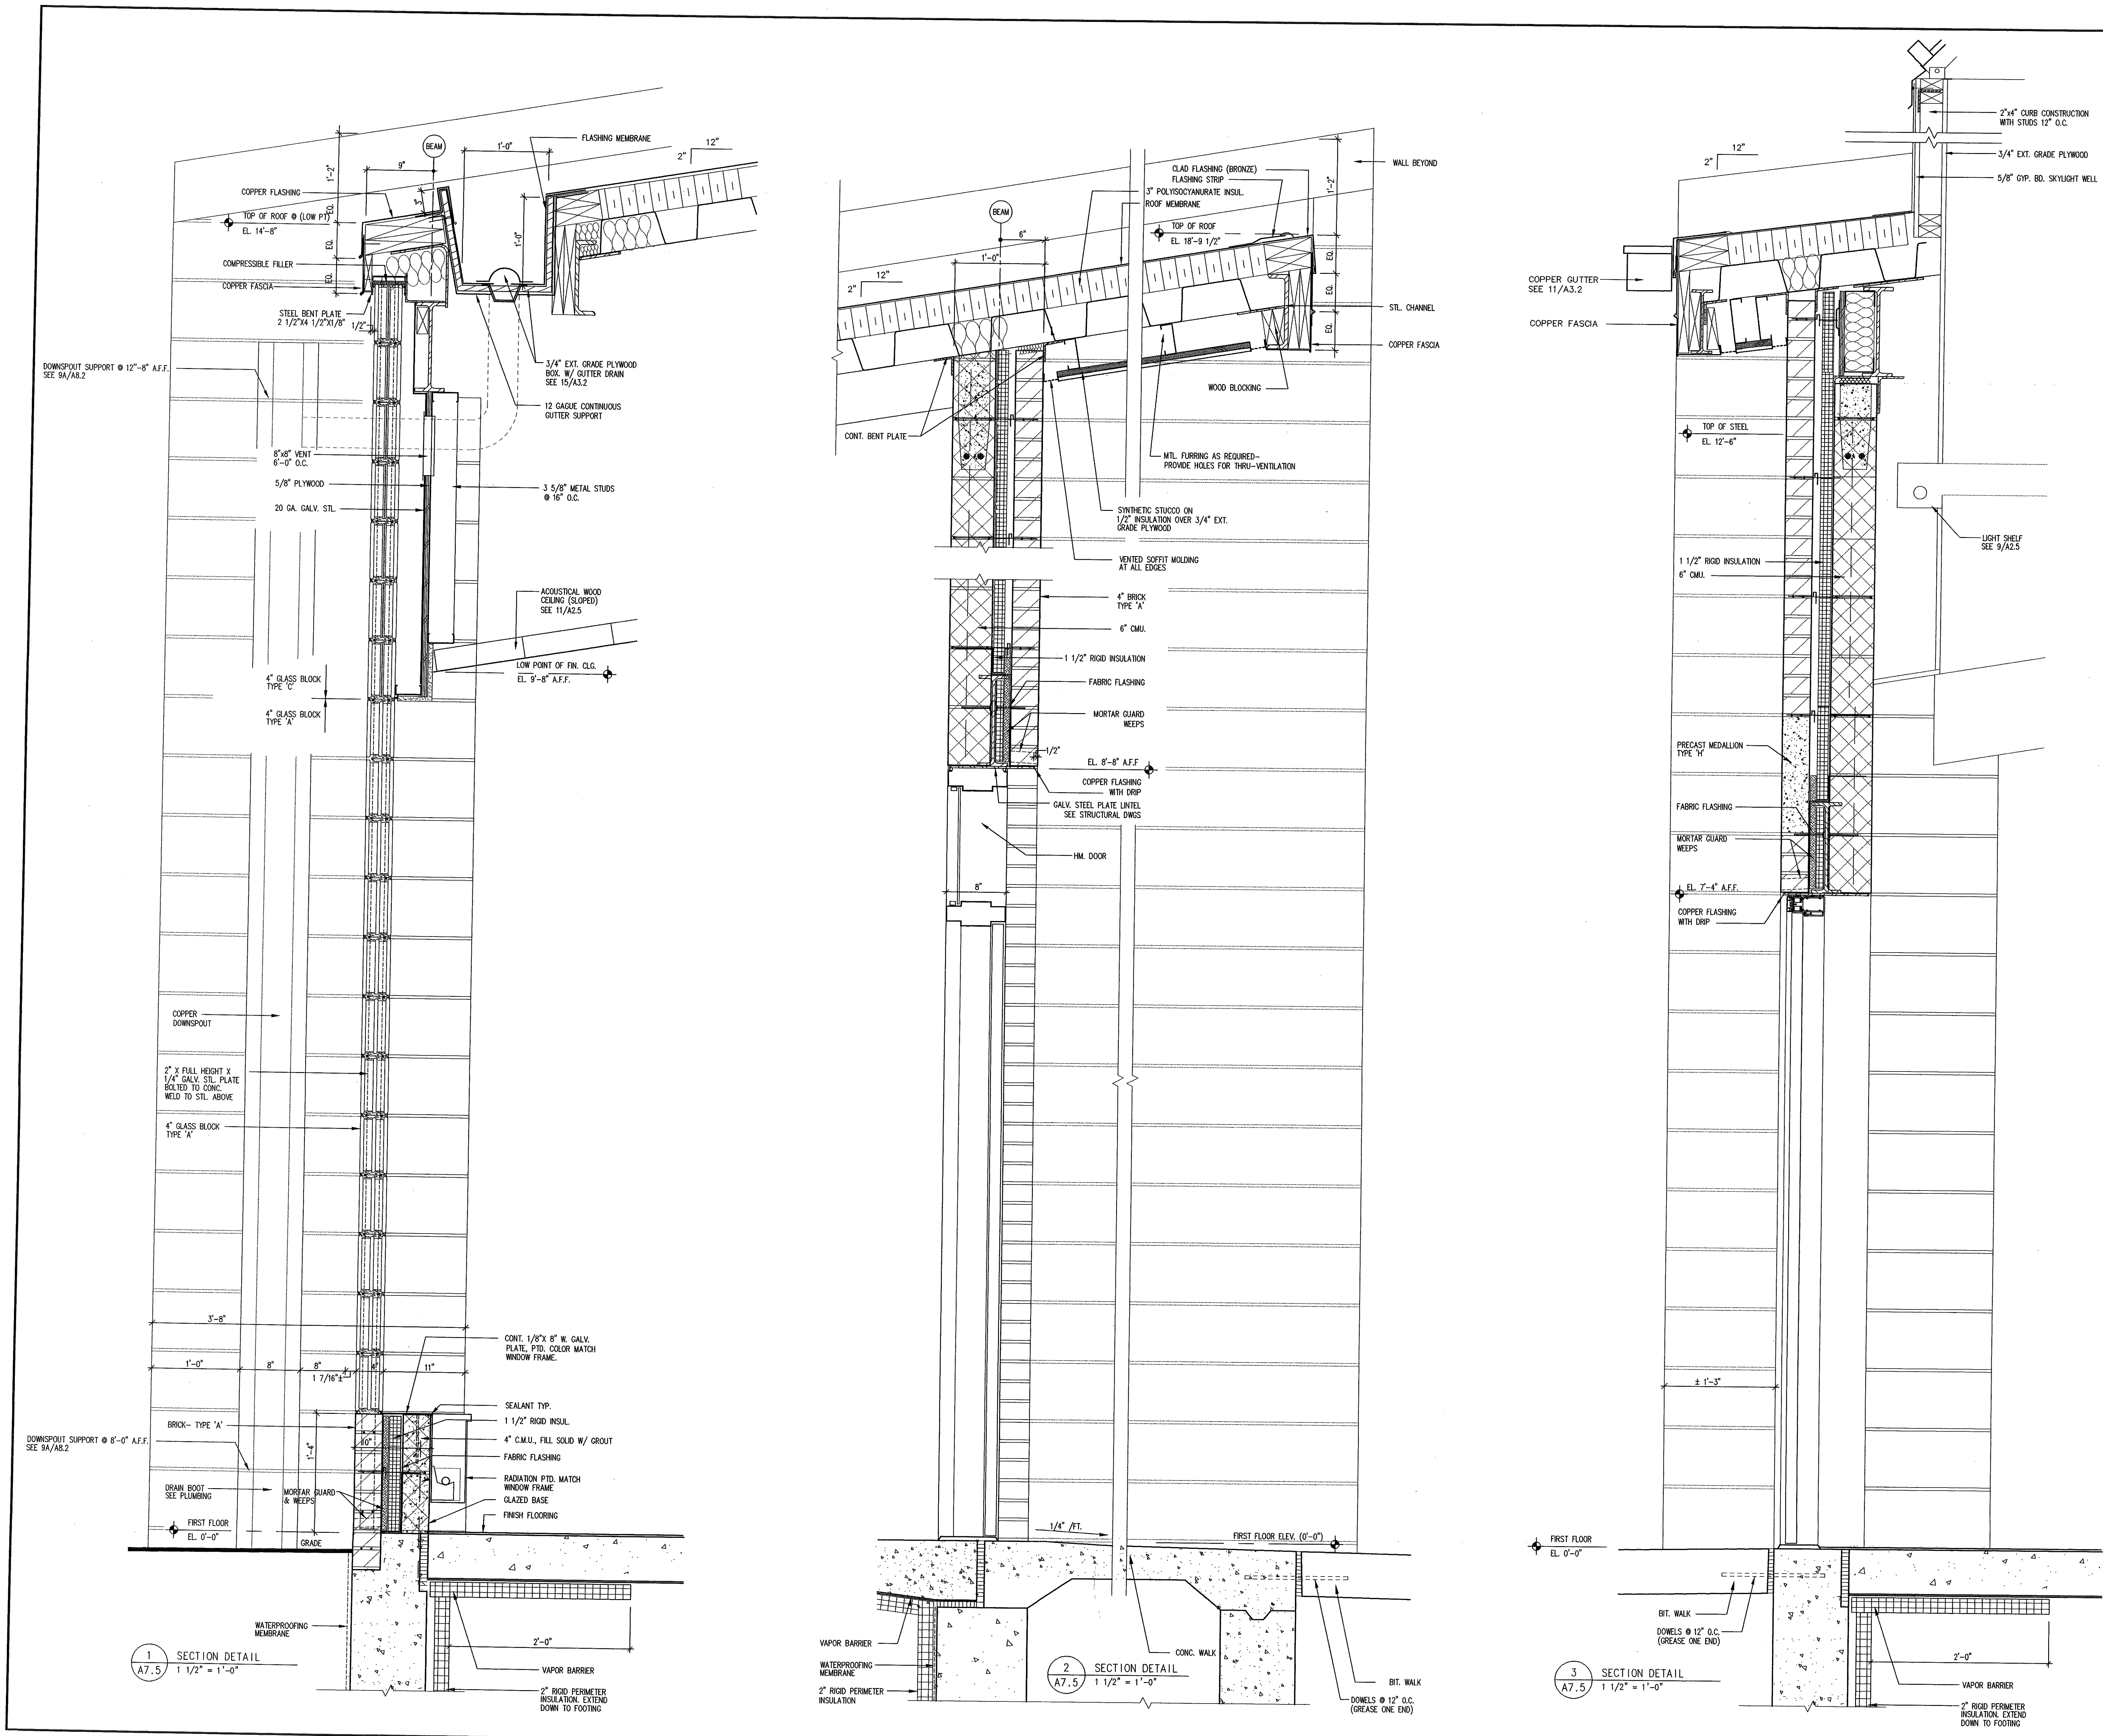 FLASHING MEMBRANE
BEAM
1'-0"
12"
2"
9"
1'-2"
COPPER FLASHING
3"
EQ.
TOP OF ROOF @ (LOW PT)
EL. 14'-8"
1'-0"
EQ.
COMPRESSIBLE FILLER
EQ.
COPPER FASCIA
STEEL BENT PLATE
2 1/2"X4 1/2"X1/8"
1/2"
DOWNSPOUT SUPPORT @ 12"-8" A.F.F.
SEE 9A/A8.2
3/4" EXT. GRADE PLYWOOD
BOX. W/ GUTTER DRAIN
SEE 15/A3.2
12 GAGUE CONTINUOUS
GUTTER SUPPORT
8"x8" VENT
6'-0" O.C.
5/8" PLYWOOD
3 5/8" METAL STUDS
@ 16" O.C.
20 GA. GALV. STL.
ACOUSTICAL WOOD
CEILING (SLOPED)
SEE 11/A2.5
LOW POINT OF FIN. CLG.
EL. 9'-8" A.F.F.
4" GLASS BLOCK
TYPE 'C'
4" GLASS BLOCK
TYPE 'A'
COPPER
DOWNSPOUT
2" X FULL HEIGHT X
1/4" GALV. STL. PLATE
BOLTED TO CONC.
WELD TO STL. ABOVE
4" GLASS BLOCK
TYPE 'A'
3'-8"
CONT. 1/8"X 8" W. GALV.
PLATE, PTD. COLOR MATCH
WINDOW FRAME.
1'-0"
8"
8"
4"
11"
1 7/16"±
SEALANT TYP.
BRICK- TYPE 'A'
1 1/2" RIGID INSUL.
DOWNSPOUT SUPPORT @ 8'-0" A.F.F.
SEE 9A/A8.2
1'-4"
10"
4" C.M.U., FILL SOLID W/ GROUT
FABRIC FLASHING
RADIATION PTD. MATCH
WINDOW FRAME
DRAIN BOOT
SEE PLUMBING
MORTAR GUARD
& WEEPS
GLAZED BASE
FINISH FLOORING
FIRST FLOOR
EL. 0'-0"
GRADE
WATERPROOFING
MEMBRANE
2'-0"
VAPOR BARRIER
2" RIGID PERIMETER
INSULATION. EXTEND
DOWN TO FOOTING
1
A7.5
SECTION DETAIL
1 1/2" = 1'-0"
WALL BEYOND
CLAD FLASHING (BRONZE)
FLASHING STRIP
3" POLYISOCYANURATE INSUL.
ROOF MEMBRANE
1'-2"
BEAM
TOP OF ROOF
EL. 18'-9 1/2"
6"
EQ.
1'-0"
12"
2"
EQ.
STL. CHANNEL
EQ.
COPPER FASCIA
WOOD BLOCKING
CONT. BENT PLATE
MTL. FURRING AS REQUIRED-
PROVIDE HOLES FOR THRU-VENTILATION
SYNTHETIC STUCCO ON
1/2" INSULATION OVER 3/4" EXT.
GRADE PLYWOOD
VENTED SOFFIT MOLDING
AT ALL EDGES
4" BRICK
TYPE 'A'
6" CMU.
1 1/2" RIGID INSULATION
FABRIC FLASHING
MORTAR GUARD
WEEPS
1/2"
EL. 8'-8" A.F.F
COPPER FLASHING
WITH DRIP
GALV. STEEL PLATE LINTEL
SEE STRUCTURAL DWGS
HM. DOOR
8"
1/4" /FT.
FIRST FLOOR ELEV. (0'-0")
VAPOR BARRIER
CONC. WALK
WATERPROOFING
MEMBRANE
2" RIGID PERIMETER
INSULATION
BIT. WALK
DOWELS @ 12" O.C.
(GREASE ONE END)
2
A7.5
SECTION DETAIL
1 1/2" = 1'-0"
2"x4" CURB CONSTRUCTION
WITH STUDS 12" O.C.
3/4" EXT. GRADE PLYWOOD
12"
2"
5/8" GYP. BD. SKYLIGHT WELL
COPPER GUTTER
SEE 11/A3.2
COPPER FASCIA
TOP OF STEEL
EL. 12'-6"
LIGHT SHELF
SEE 9/A2.5
1 1/2" RIGID INSULATION
6" CMU.
PRECAST MEDALLION
TYPE 'H'
FABRIC FLASHING
MORTAR GUARD
WEEPS
EL. 7'-4" A.F.F.
COPPER FLASHING
WITH DRIP
± 1'-3"
FIRST FLOOR
EL. 0'-0"
BIT. WALK
DOWELS @ 12" O.C.
(GREASE ONE END)
2'-0"
VAPOR BARRIER
2" RIGID PERIMETER
INSULATION. EXTEND
DOWN TO FOOTING
3
A7.5
SECTION DETAIL
1 1/2" = 1'-0"